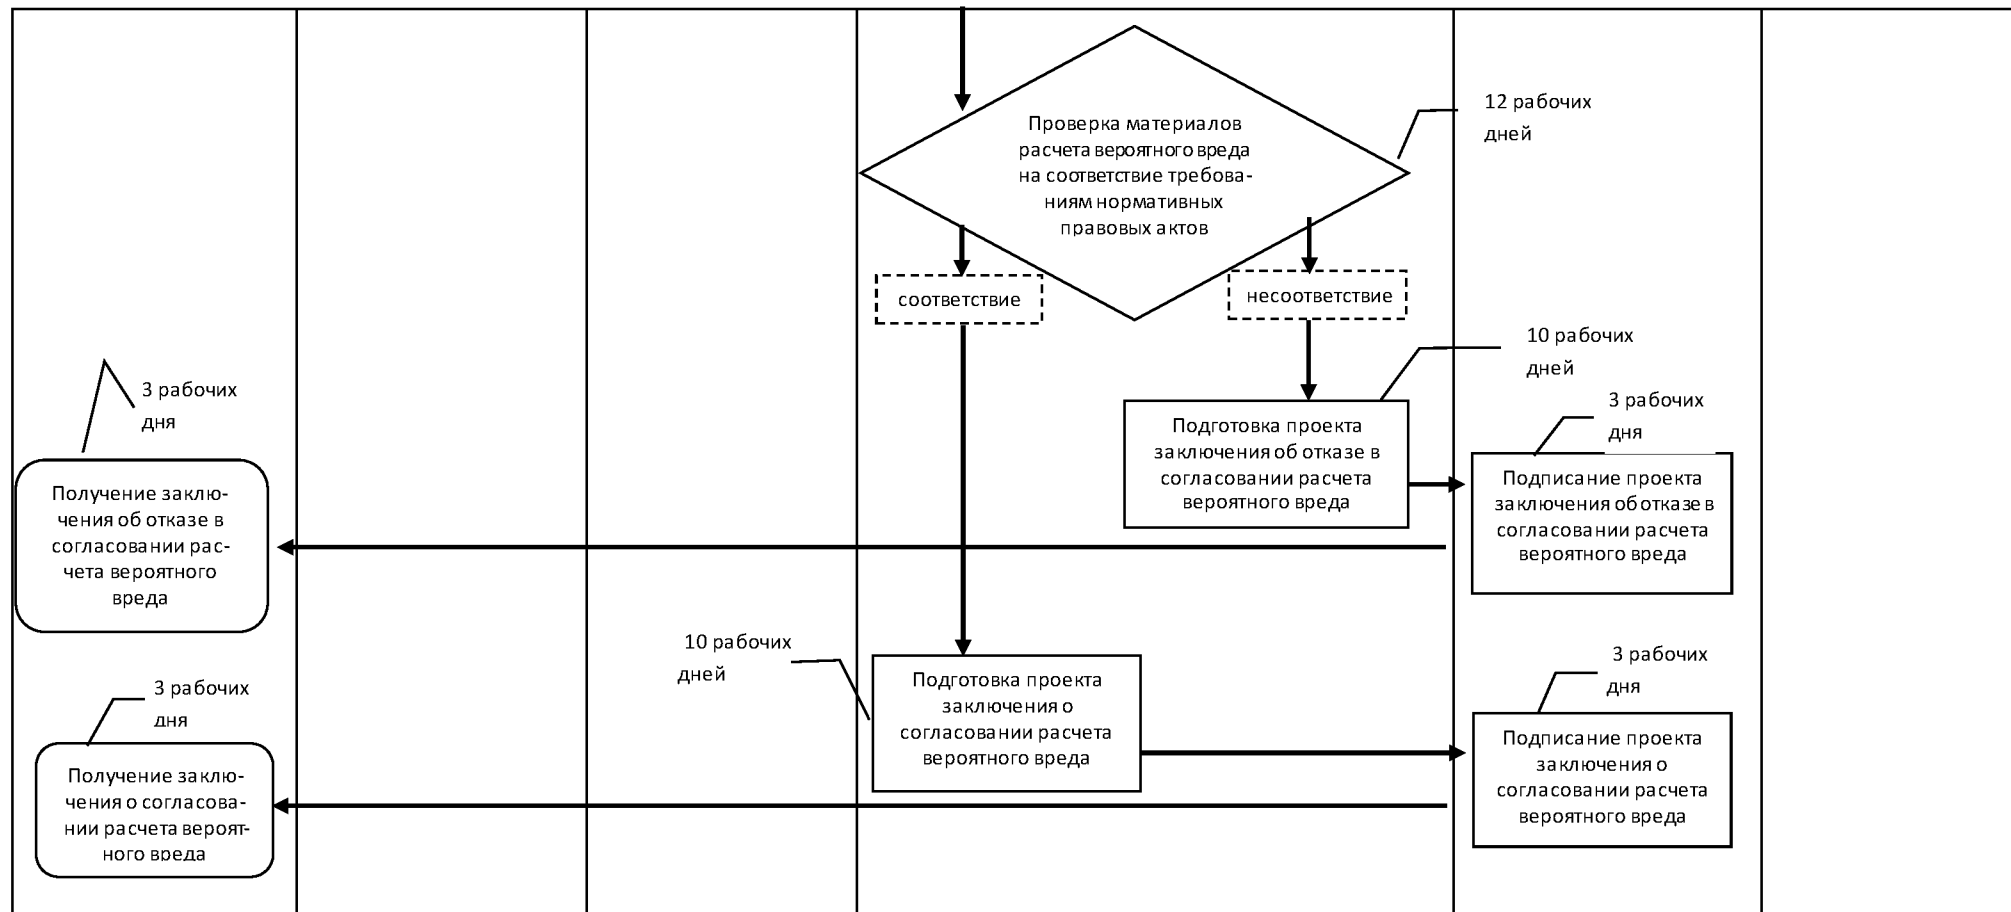 12 рабочих
дней
Проверка материалов
расчета вероятного вреда
на соответствие требова-
ниям нормативных
правовых актов
соответствие
несоответствие
10 рабочих
дней
3 рабочих
дня
3 рабочих
дня
Подготовка проекта
заключения об отказе в
согласовании расчета
вероятного вреда
Подписание проекта
заключения об отказе в
согласовании расчета
вероятного вреда
Получение заклю-
чения об отказе в
согласовании рас-
чета вероятного
вреда
10 рабочих
дней
3 рабочих
дня
3 рабочих
дня
Подготовка проекта
заключения о
согласовании расчета
вероятного вреда
Подписание проекта
заключения о
согласовании расчета
вероятного вреда
Получение заклю-
чения о согласова-
нии расчета вероят-
ного вреда